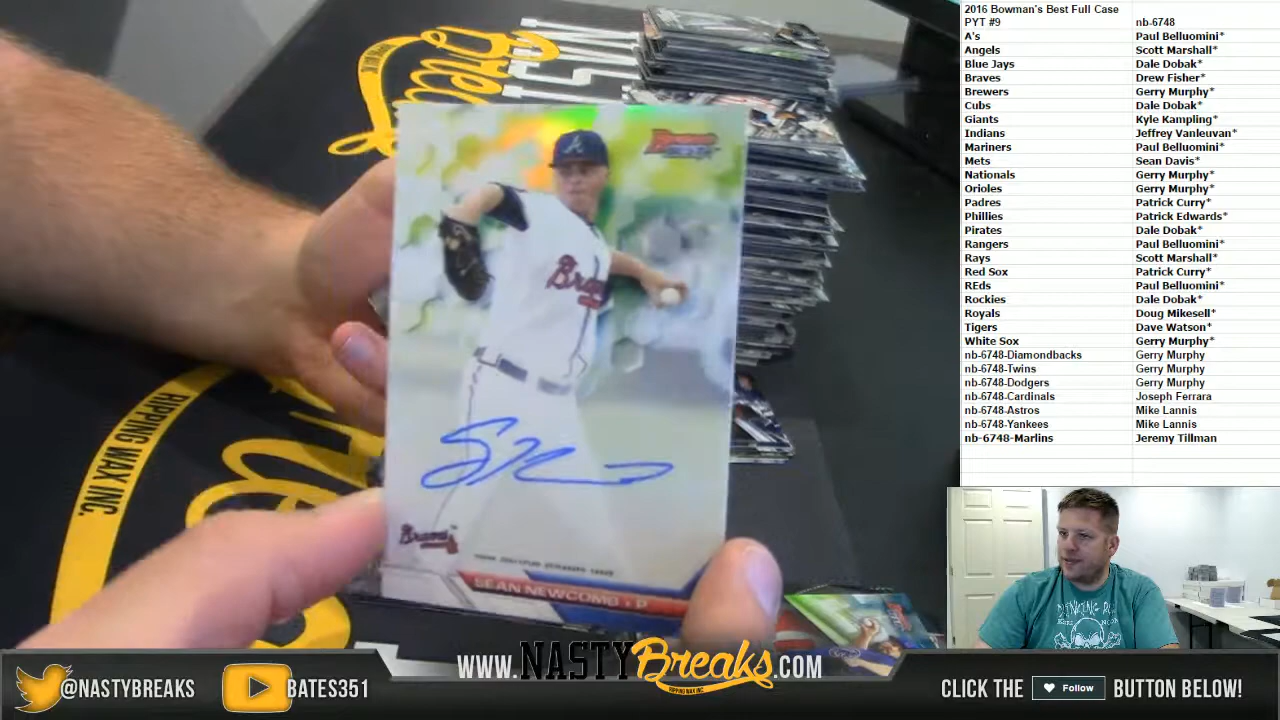 2016 Bowman's Best Full Case
PYT #9 nb-6748
A's Paul Belluomini*
Angels Scott Marshall*
Blue Jays Dale Dobak*
Braves Drew Fisher*
Brewers Gerry Murphy*
Cubs Dale Dobak*
Giants Kyle Kampling*
Indians Jeffrey Vanleuvan*
Mariners Paul Belluomini*
Mets Sean Davis*
Nationals Gerry Murphy*
Orioles Gerry Murphy*
Padres Patrick Curry*
Phillies Patrick Edwards*
Pirates Dale Dobak*
Rangers Paul Belluomini*
Rays Scott Marshall*
Red Sox Patrick Curry*
REds Paul Belluomini*
Rockies Dale Dobak*
Royals Doug Mikesell*
Tigers Dave Watson*
White Sox Gerry Murphy*
nb-6748-Diamondbacks Gerry Murphy
nb-6748-Twins Gerry Murphy
nb-6748-Dodgers Gerry Murphy
nb-6748-Cardinals Joseph Ferrara
nb-6748-Astros Mike Lannis
nb-6748-Yankees Mike Lannis
nb-6748-Marlins Jeremy Tillman
A
Braves
SEAN NEWCOMB • P
RIPPING WAX INC.
@NASTYBREAKS
BATES351
WWW.NASTYBreaks.COM
RIPPING WAX INC
CLICK THE Follow BUTTON BELOW!